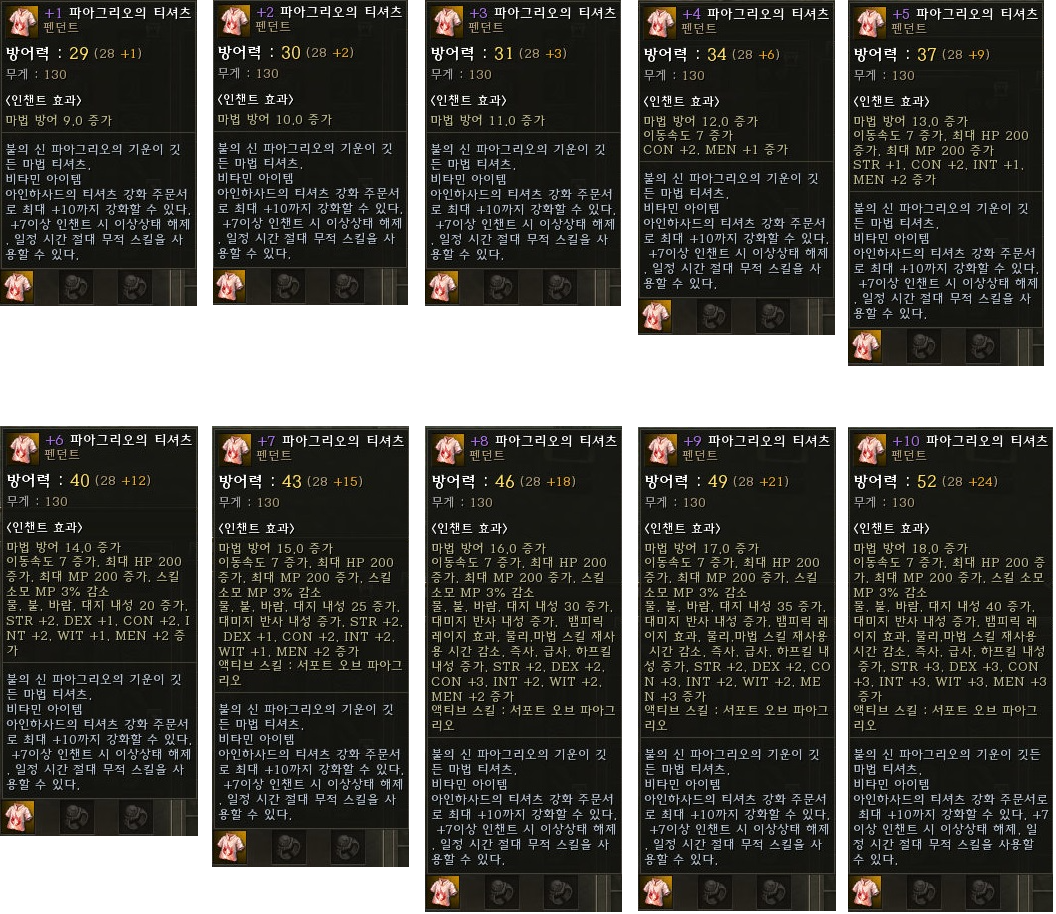 +1 파아그리오의 티셔츠
펜던트
방어력 : 29 (28 +1)
무게 : 130
<인챈트 효과>
마법 방어 9.0 증가
불의 신 파아그리오의 기운이 깃
든 마법 티셔츠.
비타민 아이템
아인하사드의 티셔츠 강화 주문서
로 최대 +10까지 강화할 수 있다.
+7이상 인챈트 시 이상상태 해제
, 일정 시간 절대 무적 스킬을 사
용할 수 있다.
+2 파아그리오의 티셔츠
펜던트
방어력 : 30 (28 +2)
무게 : 130
<인챈트 효과>
마법 방어 10.0 증가
불의 신 파아그리오의 기운이 깃
든 마법 티셔츠.
비타민 아이템
아인하사드의 티셔츠 강화 주문서
로 최대 +10까지 강화할 수 있다.
+7이상 인챈트 시 이상상태 해제
, 일정 시간 절대 무적 스킬을 사
용할 수 있다.
+3 파아그리오의 티셔츠
펜던트
방어력 : 31 (28 +3)
무게 : 130
<인챈트 효과>
마법 방어 11.0 증가
불의 신 파아그리오의 기운이 깃
든 마법 티셔츠.
비타민 아이템
아인하사드의 티셔츠 강화 주문서
로 최대 +10까지 강화할 수 있다.
+7이상 인챈트 시 이상상태 해제
, 일정 시간 절대 무적 스킬을 사
용할 수 있다.
+4 파아그리오의 티셔츠
펜던트
방어력 : 34 (28 +6)
무게 : 130
<인챈트 효과>
마법 방어 12.0 증가
이동속도 7 증가
CON +2, MEN +1 증가
불의 신 파아그리오의 기운이 깃
든 마법 티셔츠.
비타민 아이템
아인하사드의 티셔츠 강화 주문서
로 최대 +10까지 강화할 수 있다.
+7이상 인챈트 시 이상상태 해제
, 일정 시간 절대 무적 스킬을 사
용할 수 있다.
+5 파아그리오의 티셔츠
펜던트
방어력 : 37 (28 +9)
무게 : 130
<인챈트 효과>
마법 방어 13.0 증가
이동속도 7 증가, 최대 HP 200
증가, 최대 MP 200 증가
STR +1, CON +2, INT +1,
MEN +2 증가
불의 신 파아그리오의 기운이 깃
든 마법 티셔츠.
비타민 아이템
아인하사드의 티셔츠 강화 주문서
로 최대 +10까지 강화할 수 있다.
+7이상 인챈트 시 이상상태 해제
, 일정 시간 절대 무적 스킬을 사
용할 수 있다.
+6 파아그리오의 티셔츠
펜던트
방어력 : 40 (28 +12)
무게 : 130
<인챈트 효과>
마법 방어 14.0 증가
이동속도 7 증가, 최대 HP 200
증가, 최대 MP 200 증가, 스킬
소모 MP 3% 감소
물, 불, 바람, 대지 내성 20 증가,
STR +2, DEX +1, CON +2, I
NT +2, WIT +1, MEN +2 증
가
불의 신 파아그리오의 기운이 깃
든 마법 티셔츠.
비타민 아이템
아인하사드의 티셔츠 강화 주문서
로 최대 +10까지 강화할 수 있다.
+7이상 인챈트 시 이상상태 해제
, 일정 시간 절대 무적 스킬을 사
용할 수 있다.
+7 파아그리오의 티셔츠
펜던트
방어력 : 43 (28 +15)
무게 : 130
<인챈트 효과>
마법 방어 15.0 증가
이동속도 7 증가, 최대 HP 200
증가, 최대 MP 200 증가, 스킬
소모 MP 3% 감소
물, 불, 바람, 대지 내성 25 증가,
대미지 반사 내성 증가, STR +2,
DEX +1, CON +2, INT +2,
WIT +1, MEN +2 증가
액티브 스킬 : 서포트 오브 파아그
리오
불의 신 파아그리오의 기운이 깃
든 마법 티셔츠.
비타민 아이템
아인하사드의 티셔츠 강화 주문서
로 최대 +10까지 강화할 수 있다.
+7이상 인챈트 시 이상상태 해제
, 일정 시간 절대 무적 스킬을 사
용할 수 있다.
+8 파아그리오의 티셔츠
펜던트
방어력 : 46 (28 +18)
무게 : 130
<인챈트 효과>
마법 방어 16.0 증가
이동속도 7 증가, 최대 HP 200
증가, 최대 MP 200 증가, 스킬
소모 MP 3% 감소
물, 불, 바람, 대지 내성 30 증가,
대미지 반사 내성 증가, 뱀피릭
레이지 효과, 물리,마법 스킬 재사
용 시간 감소, 즉사, 급사, 하프킬
내성 증가, STR +2, DEX +2,
CON +3, INT +2, WIT +2,
MEN +2 증가
액티브 스킬 : 서포트 오브 파아그
리오
불의 신 파아그리오의 기운이 깃
든 마법 티셔츠.
비타민 아이템
아인하사드의 티셔츠 강화 주문서
로 최대 +10까지 강화할 수 있다.
+7이상 인챈트 시 이상상태 해제
, 일정 시간 절대 무적 스킬을 사
용할 수 있다.
+9 파아그리오의 티셔츠
펜던트
방어력 : 49 (28 +21)
무게 : 130
<인챈트 효과>
마법 방어 17.0 증가
이동속도 7 증가, 최대 HP 200
증가, 최대 MP 200 증가, 스킬
소모 MP 3% 감소
물, 불, 바람, 대지 내성 35 증가,
대미지 반사 내성 증가, 뱀피릭 레
이지 효과, 물리,마법 스킬 재사용
시간 감소, 즉사, 급사, 하프킬 내
성 증가, STR +2, DEX +2, CO
N +3, INT +2, WIT +2, ME
N +3 증가
액티브 스킬 : 서포트 오브 파아그
리오
불의 신 파아그리오의 기운이 깃
든 마법 티셔츠.
비타민 아이템
아인하사드의 티셔츠 강화 주문서
로 최대 +10까지 강화할 수 있다.
+7이상 인챈트 시 이상상태 해제
, 일정 시간 절대 무적 스킬을 사
용할 수 있다.
+10 파아그리오의 티셔츠
펜던트
방어력 : 52 (28 +24)
무게 : 130
<인챈트 효과>
마법 방어 18.0 증가
이동속도 7 증가, 최대 HP 200
증가, 최대 MP 200 증가, 스킬
소모 MP 3% 감소
물, 불, 바람, 대지 내성 40 증가,
대미지 반사 내성 증가, 뱀피릭 레
이지 효과, 물리,마법 스킬 재사용
시간 감소, 즉사, 급사, 하프킬 내성
증가, STR +3, DEX +3, CON
+3, INT +3, WIT +3, MEN +3
증가
액티브 스킬 : 서포트 오브 파아그
리오
불의 신 파아그리오의 기운이 깃든
마법 티셔츠.
비타민 아이템
아인하사드의 티셔츠 강화 주문서로
최대 +10까지 강화할 수 있다. +7
이상 인챈트 시 이상상태 해제, 일
정 시간 절대 무적 스킬을 사용할
수 있다.